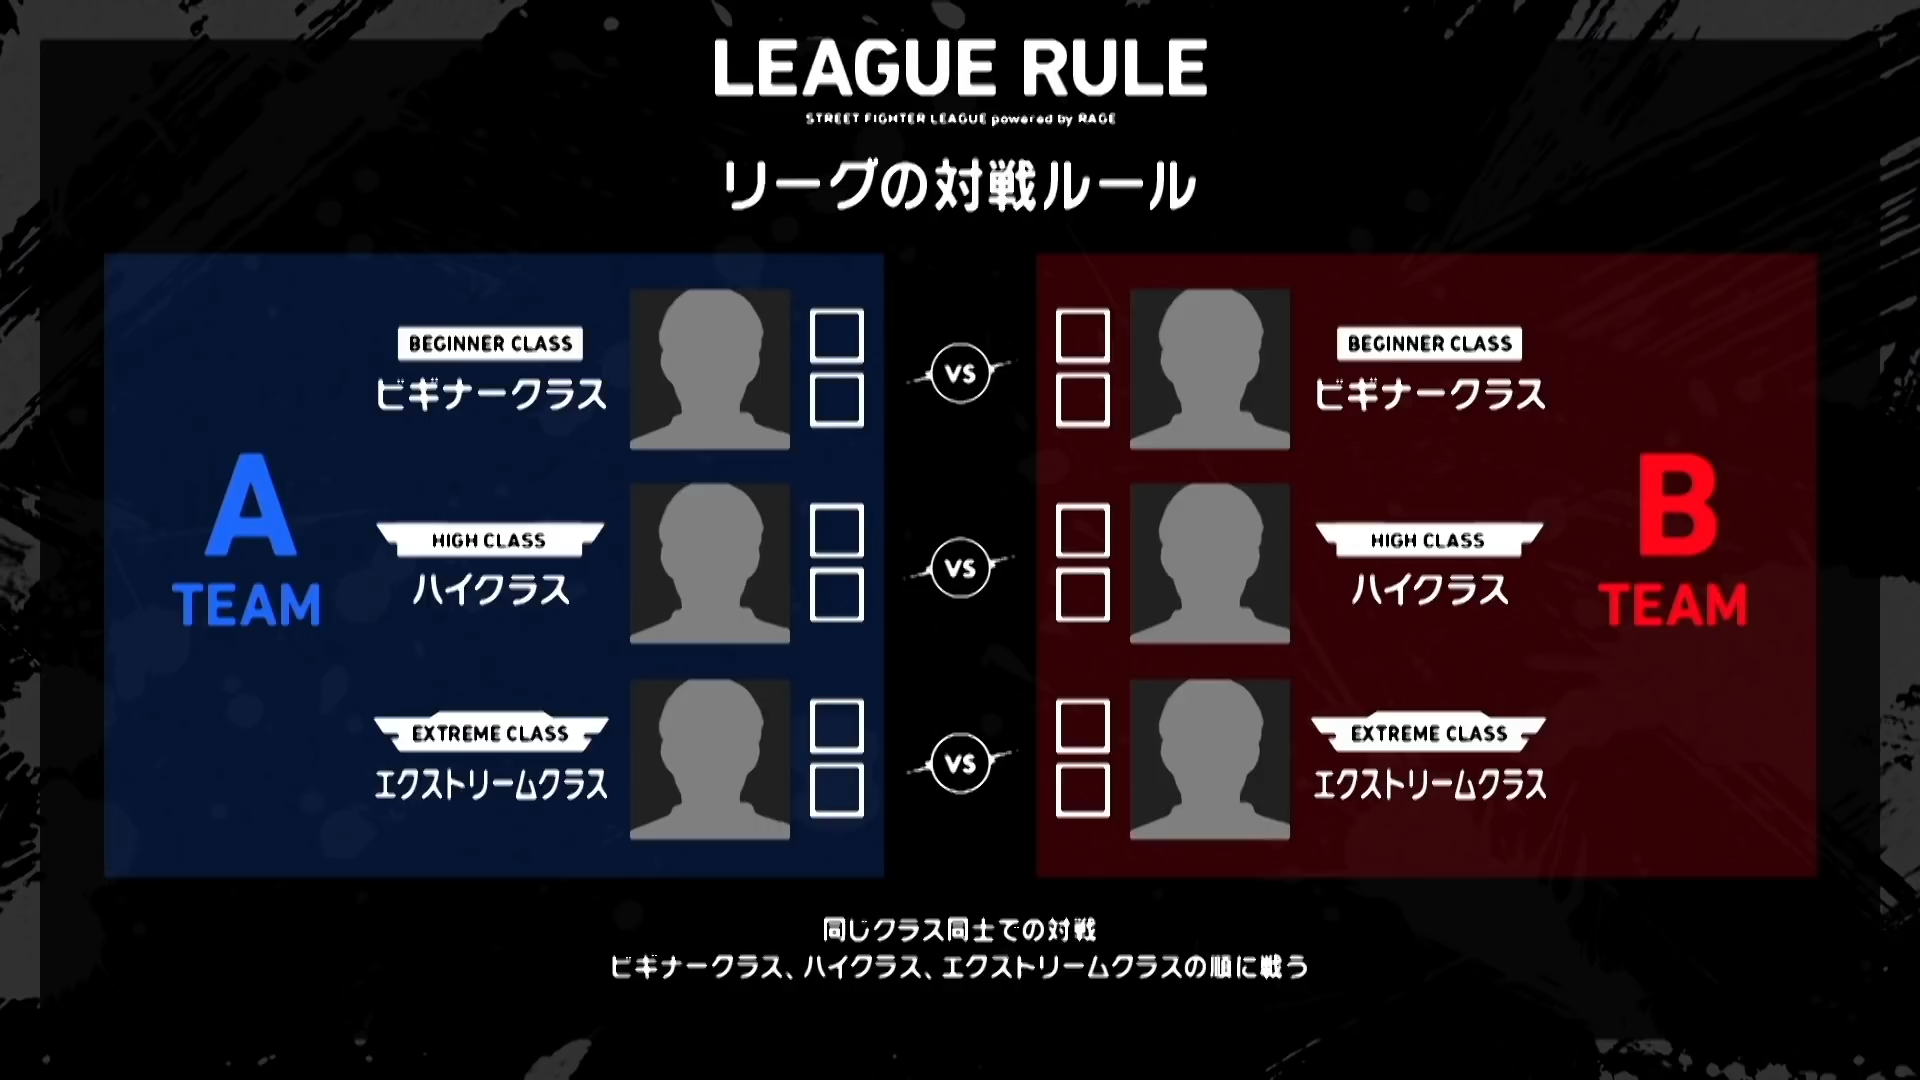 LEAGUE RULE
STREET FIGHTER LEAGUE powered by RAGE
リーグの対戦ルール
A
TEAM
BEGINNER CLASS
ビギナークラス
HIGH CLASS
ハイクラス
EXTREME CLASS
エクストリームクラス
VS
VS
VS
BEGINNER CLASS
ビギナークラス
HIGH CLASS
ハイクラス
EXTREME CLASS
エクストリームクラス
B
TEAM
同じクラス同士での対戦
ビギナークラス、ハイクラス、エクストリームクラスの順に戦う